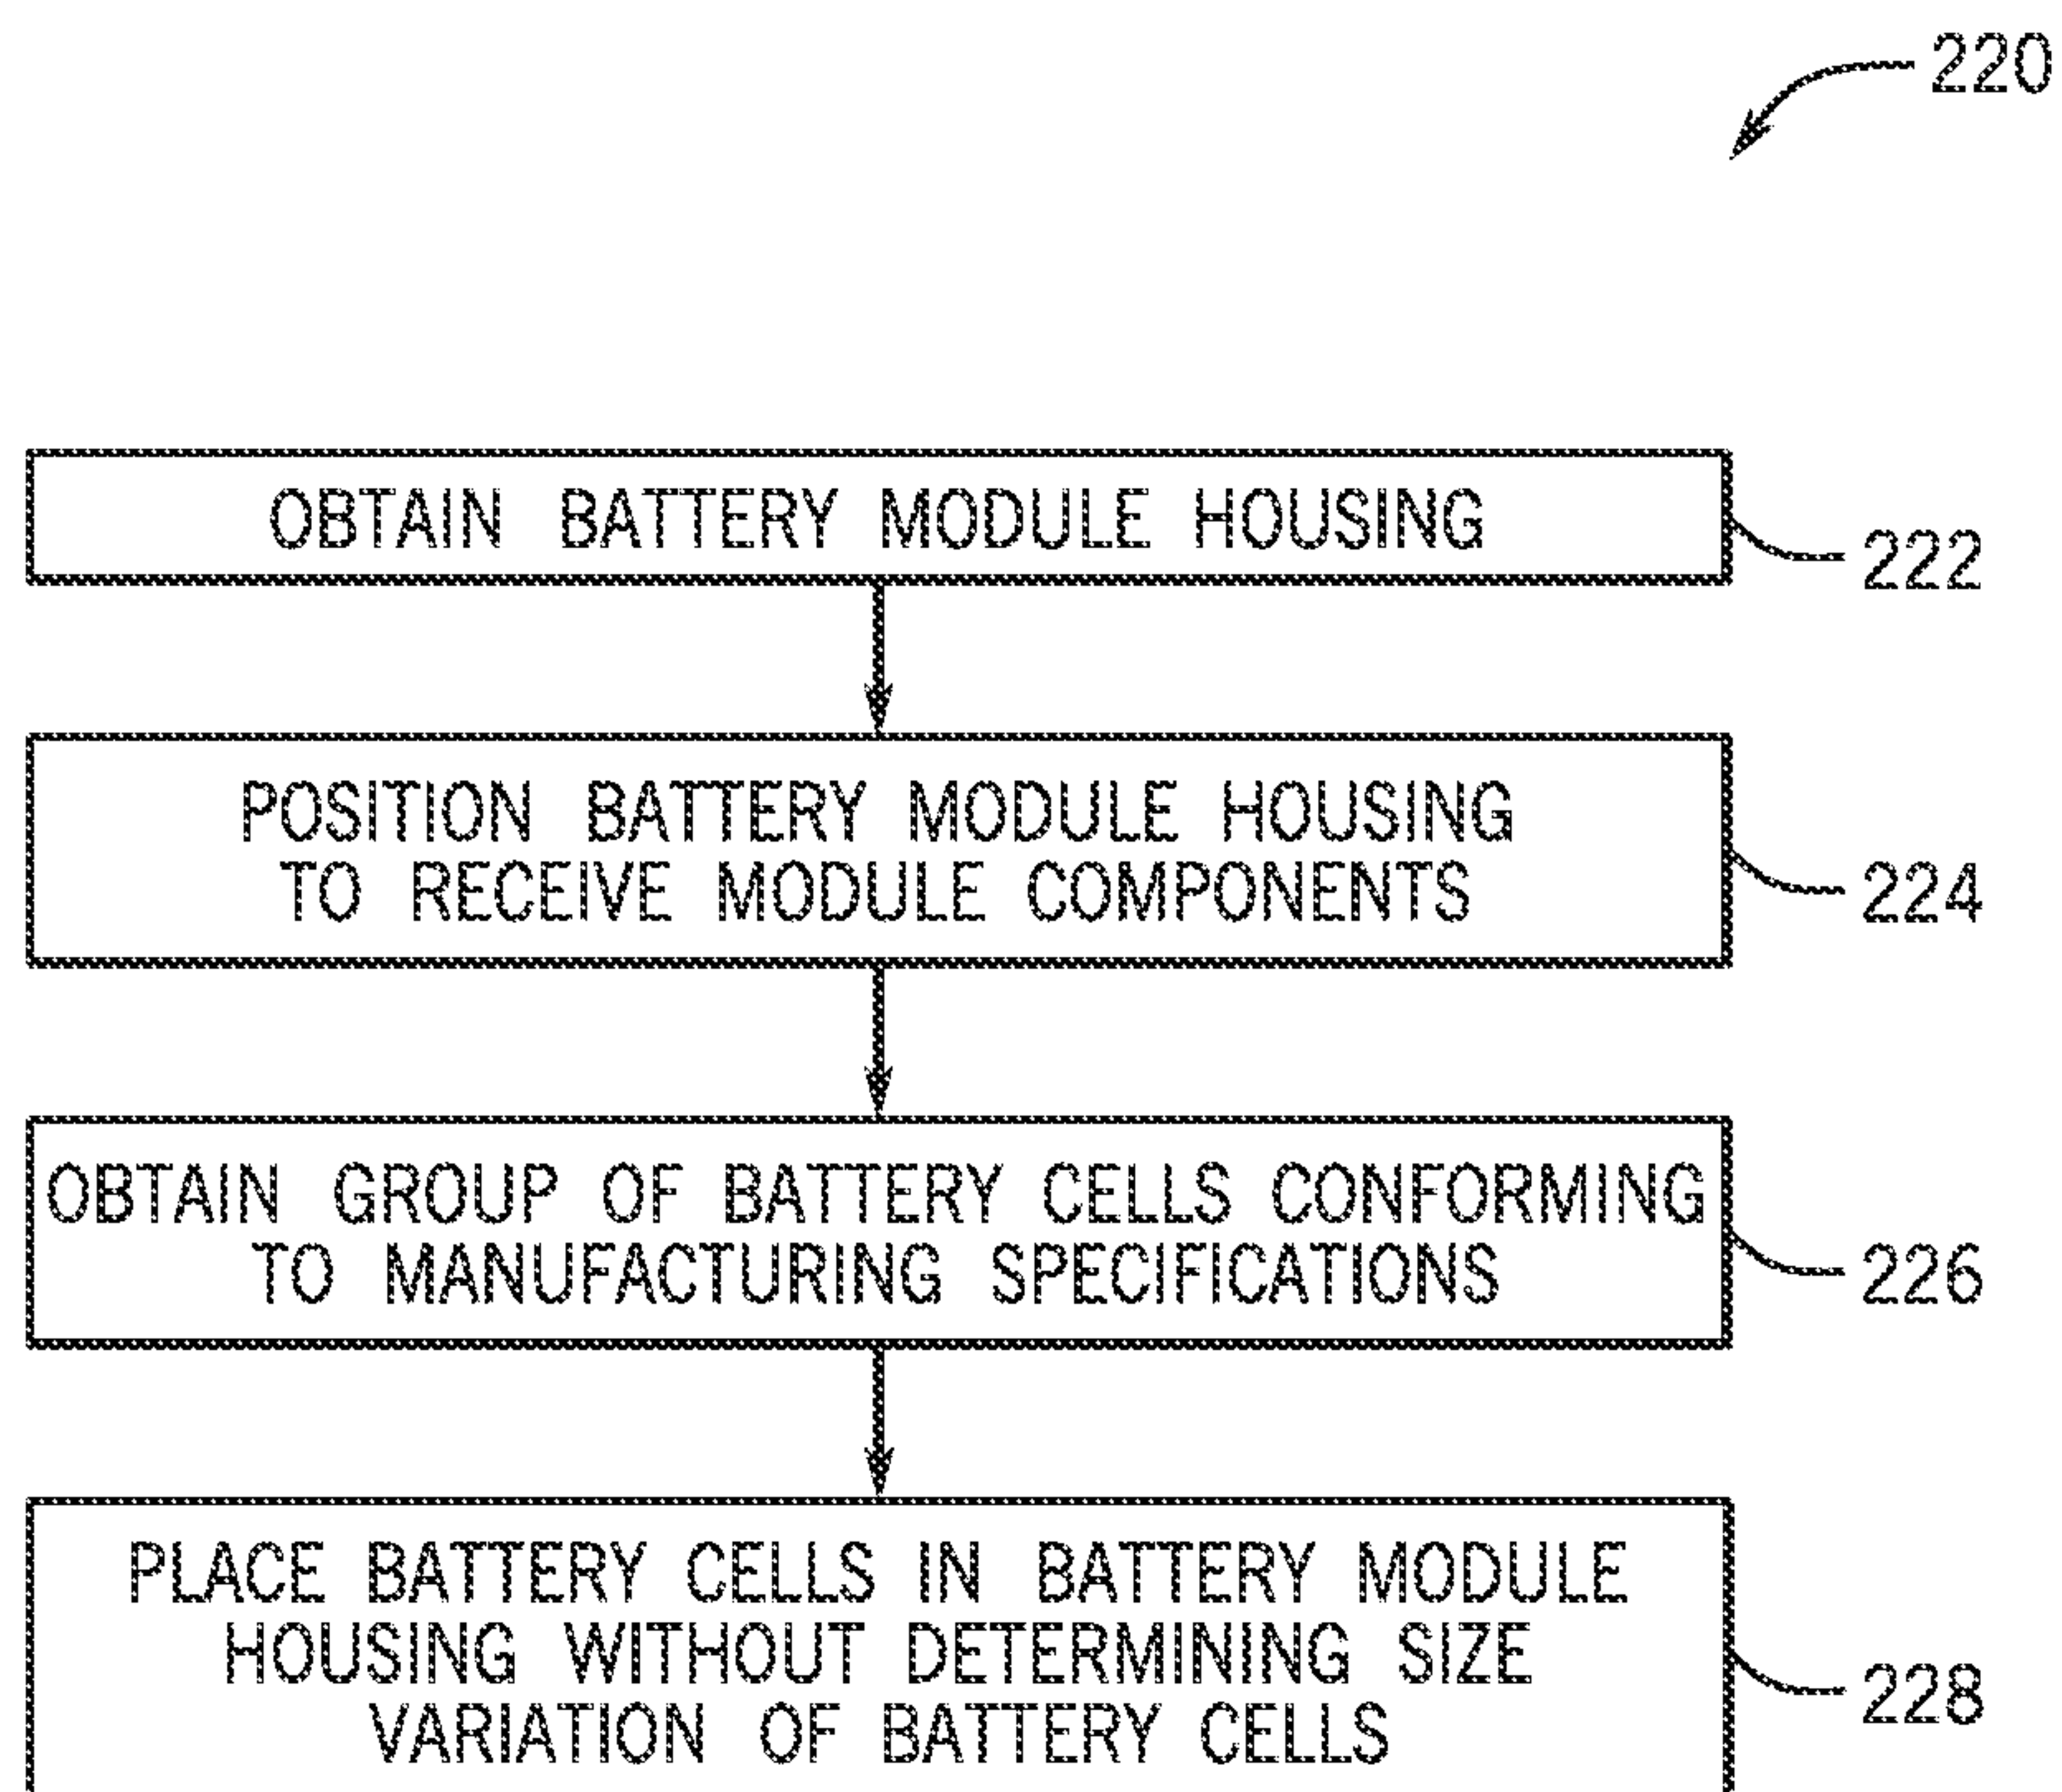 220
OBTAIN BATTERY MODULE HOUSING
222
POSITION BATTERY MODULE HOUSING
TO RECEIVE MODULE COMPONENTS
224
OBTAIN GROUP OF BATTERY CELLS CONFORMING
TO MANUFACTURING SPECIFICATIONS
226
PLACE BATTERY CELLS IN BATTERY MODULE
HOUSING WITHOUT DETERMINING SIZE
VARIATION OF BATTERY CELLS
228